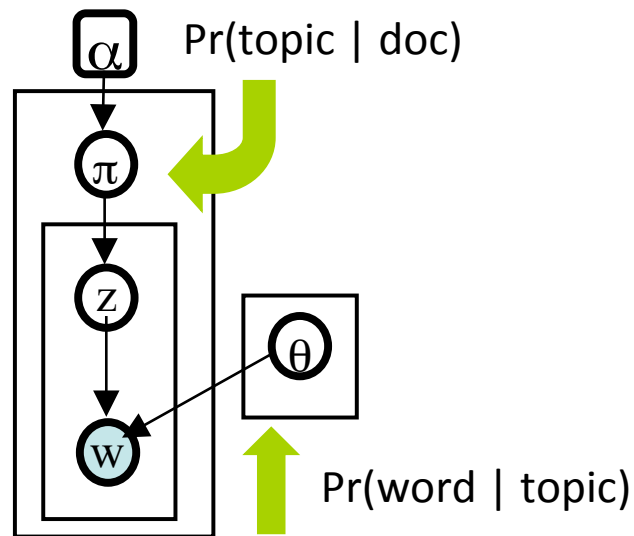 α
Pr(topic | doc)
π
z
θ
w
Pr(word | topic)